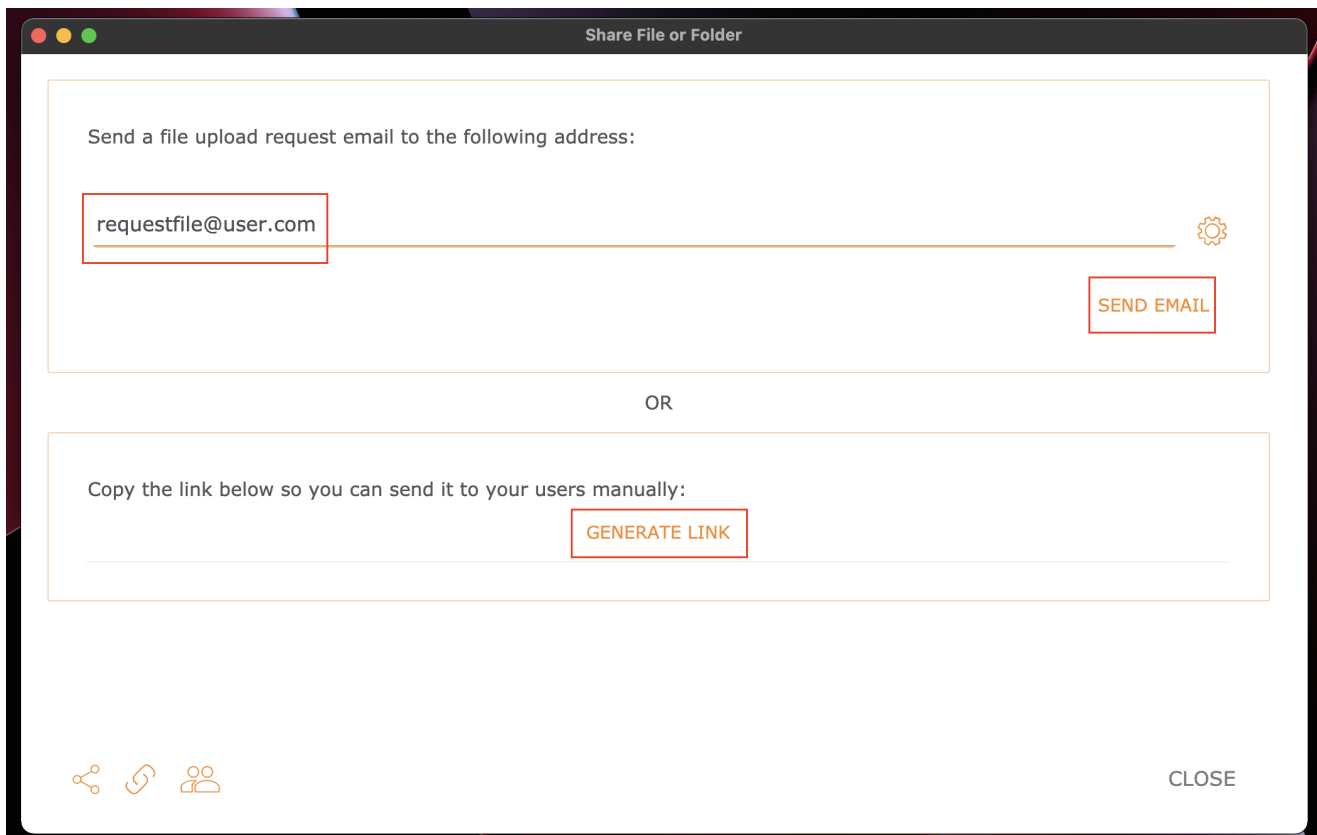 Share File or Folder
Send a file upload request email to the following address:
requestfile@user.com
SEND EMAIL
OR
Copy the link below so you can send it to your users manually:
GENERATE LINK
CLOSE